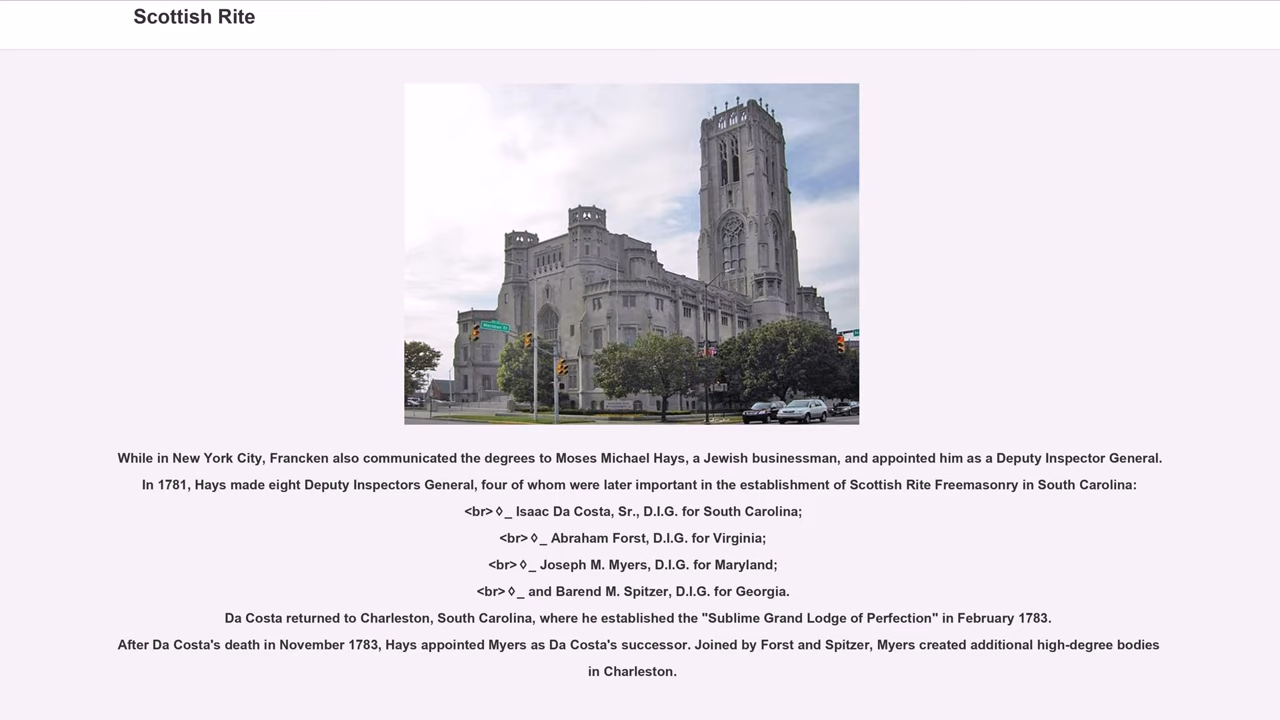 Scottish Rite
Meridian St
While in New York City, Francken also communicated the degrees to Moses Michael Hays, a Jewish businessman, and appointed him as a Deputy Inspector General.
In 1781, Hays made eight Deputy Inspectors General, four of whom were later important in the establishment of Scottish Rite Freemasonry in South Carolina:
<br> ◊ _ Isaac Da Costa, Sr., D.I.G. for South Carolina;
<br> ◊ _ Abraham Forst, D.I.G. for Virginia;
<br> ◊ _ Joseph M. Myers, D.I.G. for Maryland;
<br> ◊ _ and Barend M. Spitzer, D.I.G. for Georgia.
Da Costa returned to Charleston, South Carolina, where he established the "Sublime Grand Lodge of Perfection" in February 1783.
After Da Costa's death in November 1783, Hays appointed Myers as Da Costa's successor. Joined by Forst and Spitzer, Myers created additional high-degree bodies
in Charleston.